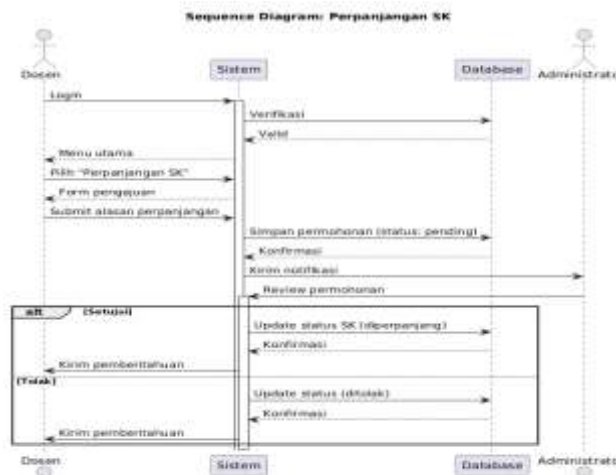 Sequence Diagram: Perpanjangan SK
Dosen
Sistem
Database
Administrato
Login
Verifikasi
Valid
Menu utama
Pilih "Perpanjangan SK"
Form pengajuan
Submit alasan perpanjangan
Simpan permohonan (status: pending)
Konfirmasi
Kirim notifikasi
Review permohonan
alt [Setujui]
Update status SK (diperpanjang)
Konfirmasi
Kirim pemberitahuan
[Tolak]
Update status (ditolak)
Konfirmasi
Kirim pemberitahuan
Dosen
Sistem
Database
Administrato